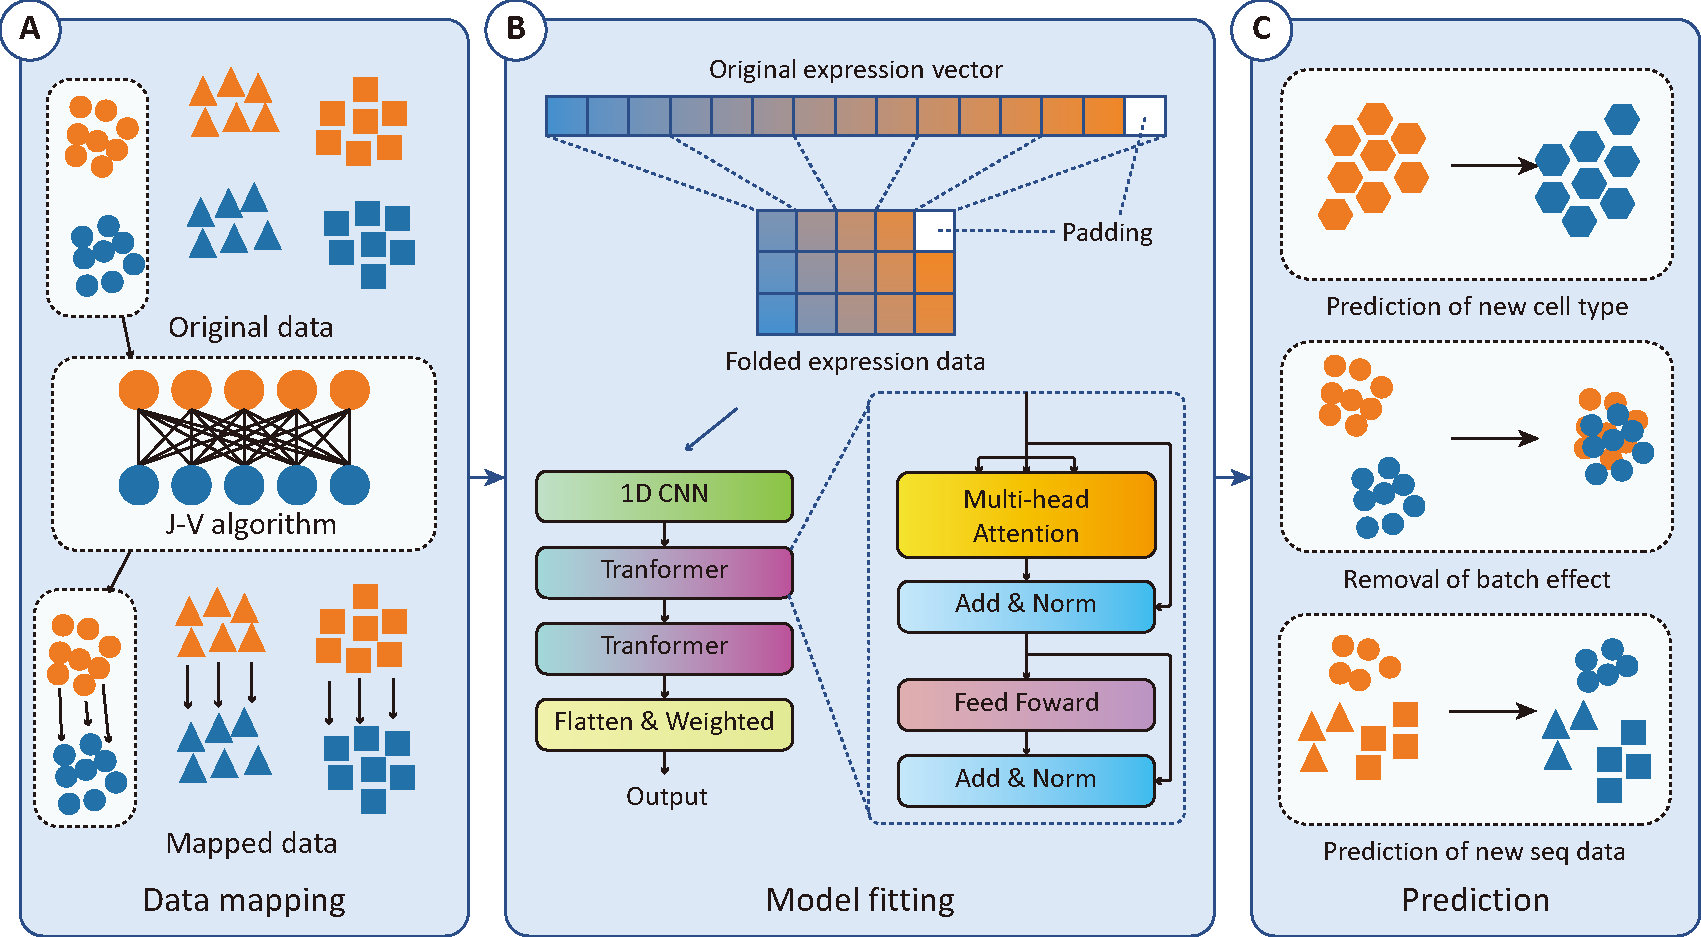 A
Original data
J-V algorithm
Mapped data
Data mapping
B
Original expression vector
Padding
Folded expression data
1D CNN
Tranformer
Tranformer
Flatten & Weighted
Output
Multi-head
Attention
Add & Norm
Feed Foward
Add & Norm
Model fitting
C
Prediction of new cell type
Removal of batch effect
Prediction of new seq data
Prediction